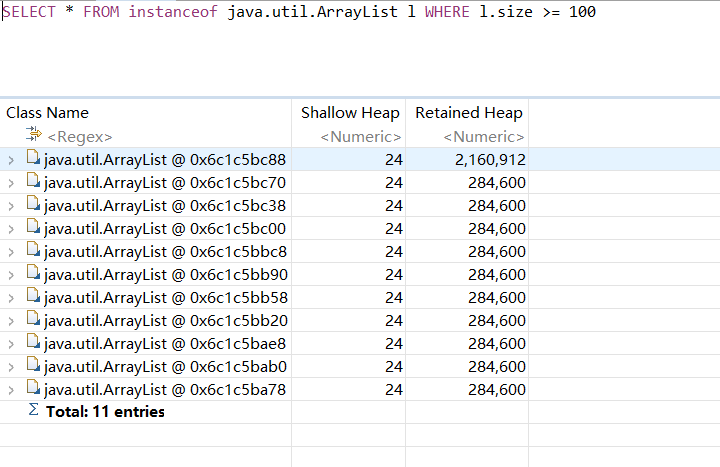 SELECT * FROM instanceof java.util.ArrayList l WHERE l.size >= 100
Class Name Shallow Heap Retained Heap
<Regex> <Numeric> <Numeric>
java.util.ArrayList @ 0x6c1c5bc88 24 2,160,912
java.util.ArrayList @ 0x6c1c5bc70 24 284,600
java.util.ArrayList @ 0x6c1c5bc38 24 284,600
java.util.ArrayList @ 0x6c1c5bc00 24 284,600
java.util.ArrayList @ 0x6c1c5bbc8 24 284,600
java.util.ArrayList @ 0x6c1c5bb90 24 284,600
java.util.ArrayList @ 0x6c1c5bb58 24 284,600
java.util.ArrayList @ 0x6c1c5bb20 24 284,600
java.util.ArrayList @ 0x6c1c5bae8 24 284,600
java.util.ArrayList @ 0x6c1c5bab0 24 284,600
java.util.ArrayList @ 0x6c1c5ba78 24 284,600
Σ Total: 11 entries